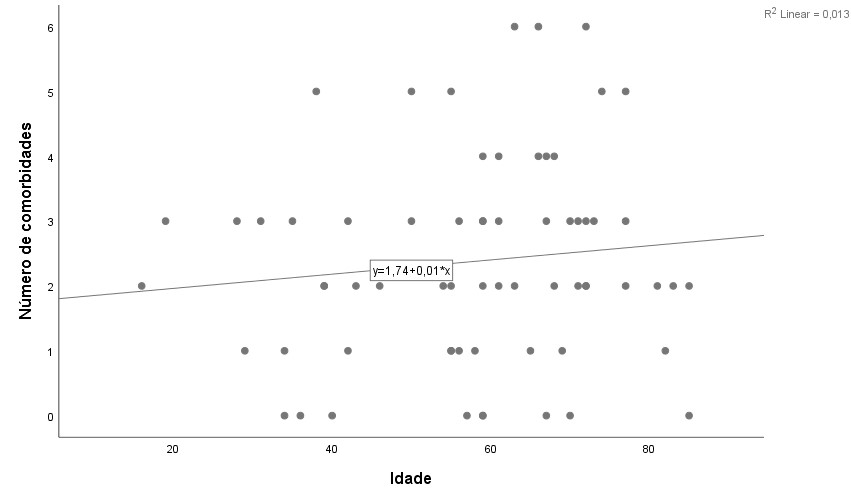 R2 Linear = 0,013
6
5
4
3
2
1
0
Número de comorbidades
y=1,74+0,01*x
20
40
60
80
Idade